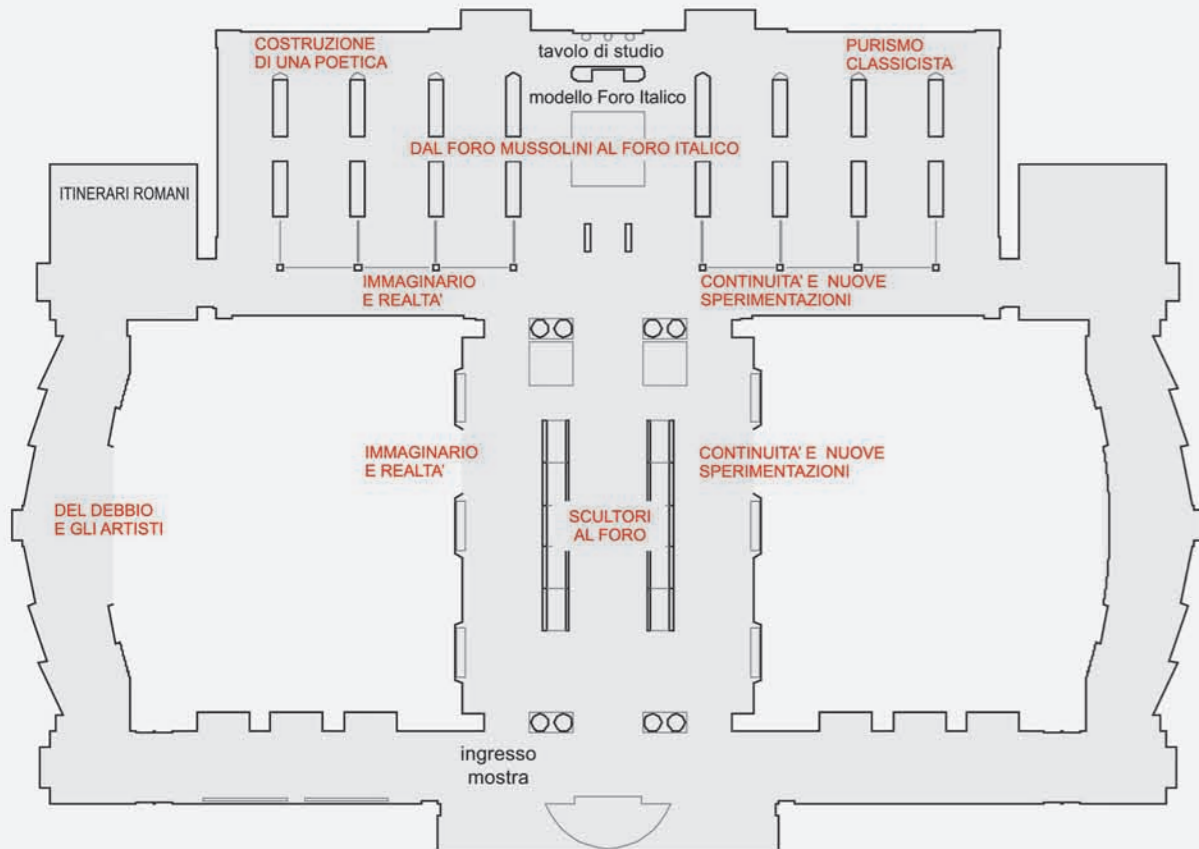 COSTRUZIONE
DI UNA POETICA
tavolo di studio
PURISMO
CLASSICISTA
modello Foro Italico
DAL FORO MUSSOLINI AL FORO ITALICO
ITINERARI ROMANI
IMMAGINARIO
E REALTA'
CONTINUITA' E NUOVE
SPERIMENTAZIONI
IMMAGINARIO
E REALTA'
CONTINUITA' E NUOVE
SPERIMENTAZIONI
DEL DEBBIO
E GLI ARTISTI
SCULTORI
AL FORO
ingresso
mostra